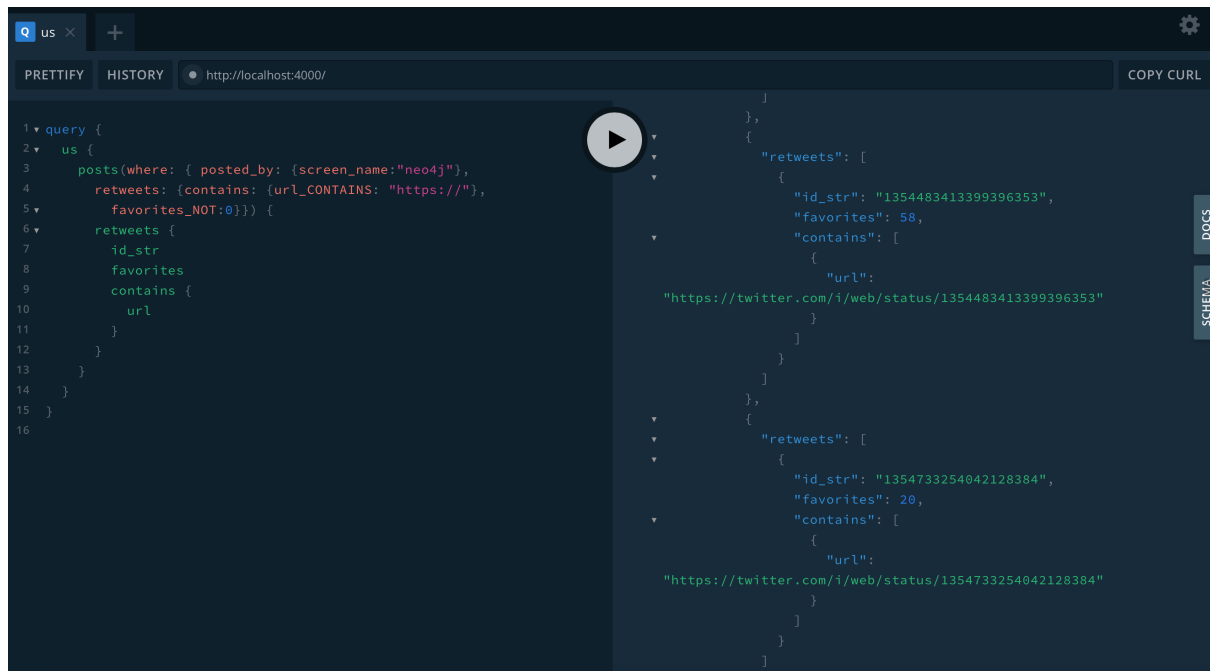 Q us ×
PRETTIFY HISTORY http://localhost:4000/ COPY CURL
1 query {
2 us {
3 posts(where: { posted_by: {screen_name:"neo4j"},
4 retweets: {contains: {url_CONTAINS: "https://"},
5 favorites_NOT:0}}) {
6 retweets {
7 id_str
8 favorites
9 contains {
10 url
11 }
12 }
13 }
14 }
15 }
16
]
},
{
"retweets": [
{
"id_str": "1354483413399396353",
"favorites": 58,
"contains": [
{
"url":
"https://twitter.com/i/web/status/1354483413399396353"
}
]
}
]
},
{
"retweets": [
{
"id_str": "1354733254042128384",
"favorites": 20,
"contains": [
{
"url":
"https://twitter.com/i/web/status/1354733254042128384"
}
]
}
]
DOCS
SCHEMA